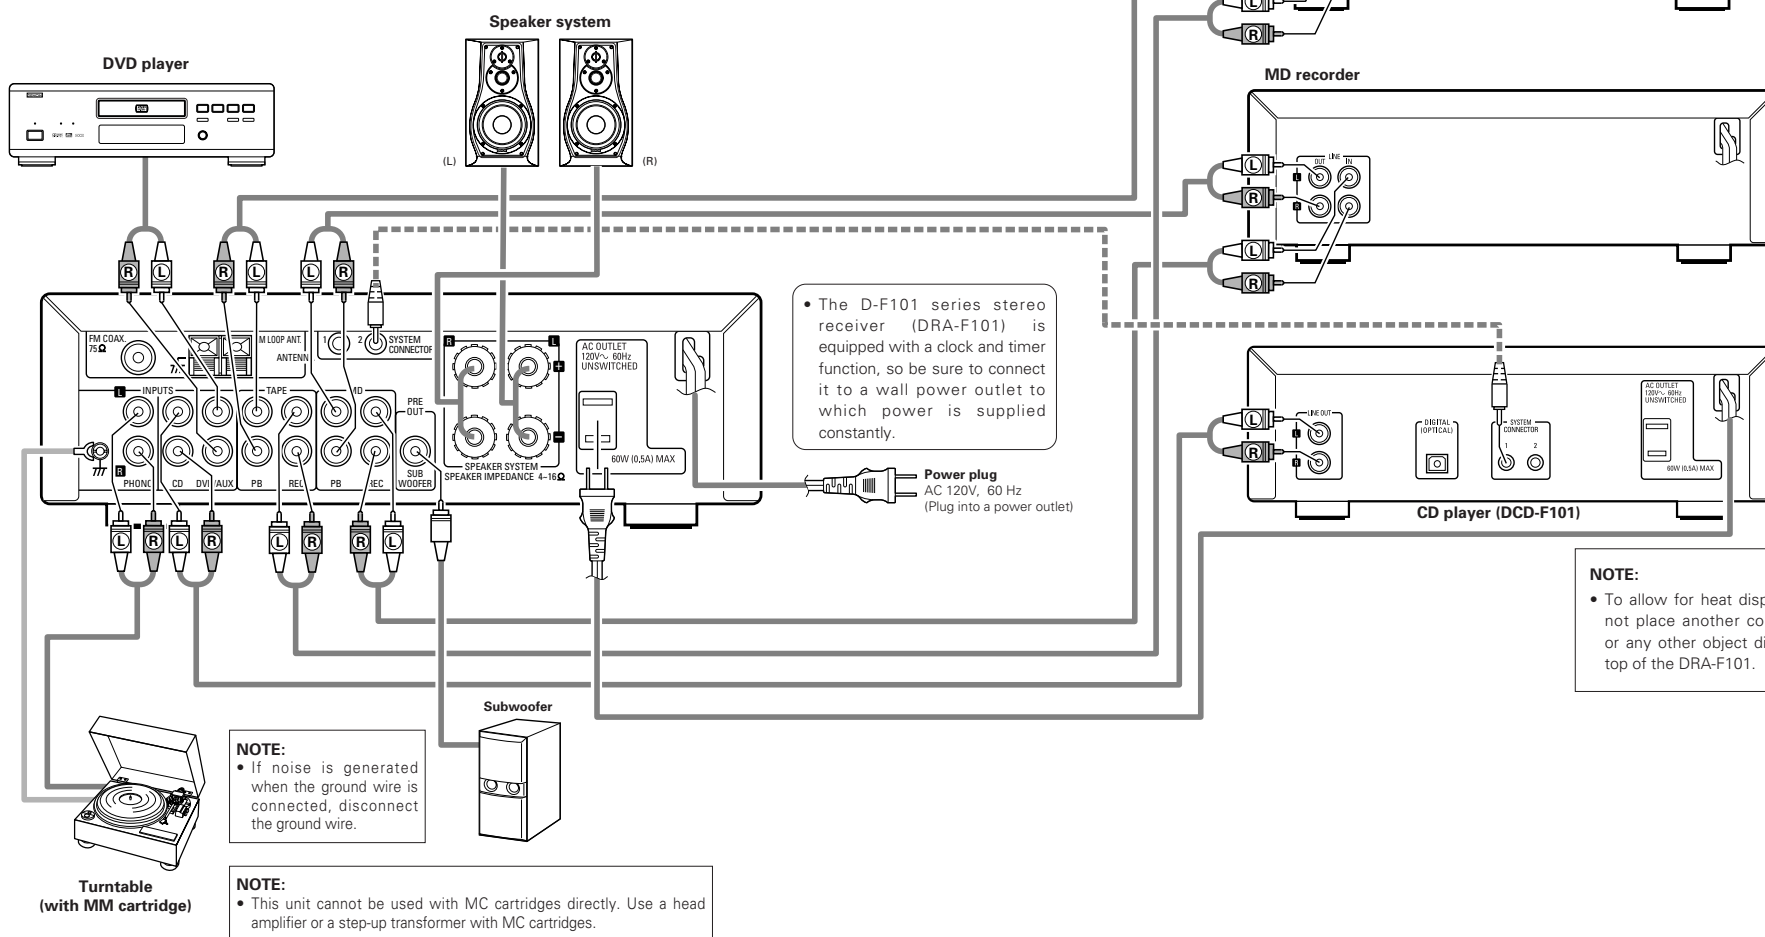 Speaker system
DVD player
(L)
(R)
L
R
MD recorder
LINE
OUT
IN
L
R
L
R
L
R
R
L
R
L
L
R
• The D-F101 series stereo
receiver (DRA-F101) is
equipped with a clock and timer
function, so be sure to connect
it to a wall power outlet to
which power is supplied
constantly.
FM COAX.
75Ω
M LOOP ANT.
ANTENN
1
2
SYSTEM
CONNECTOR
R
L
+
−
AC OUTLET
120V～ 60Hz
UNSWITCHED
60W (0,5A) MAX
L
INPUTS
TAPE
MD
PRE
OUT
R
PHONO
CD
DVD/AUX
PB
REC
PB
REC
SUB
WOOFER
SPEAKER SYSTEM
SPEAKER IMPEDANCE 4–16Ω
Power plug
AC 120V, 60 Hz
(Plug into a power outlet)
L
R
LINE OUT
L
R
DIGITAL
(OPTICAL)
SYSTEM
CONNECTOR
1
2
AC OUTLET
120V～ 60Hz
UNSWITCHED
60W (0,5A) MAX
CD player (DCD-F101)
L
R
L
R
L
R
R
L
NOTE:
• To allow for heat disp
not place another co
or any other object di
top of the DRA-F101.
Subwoofer
NOTE:
• If noise is generated
when the ground wire is
connected, disconnect
the ground wire.
Turntable
(with MM cartridge)
NOTE:
• This unit cannot be used with MC cartridges directly. Use a head
amplifier or a step-up transformer with MC cartridges.